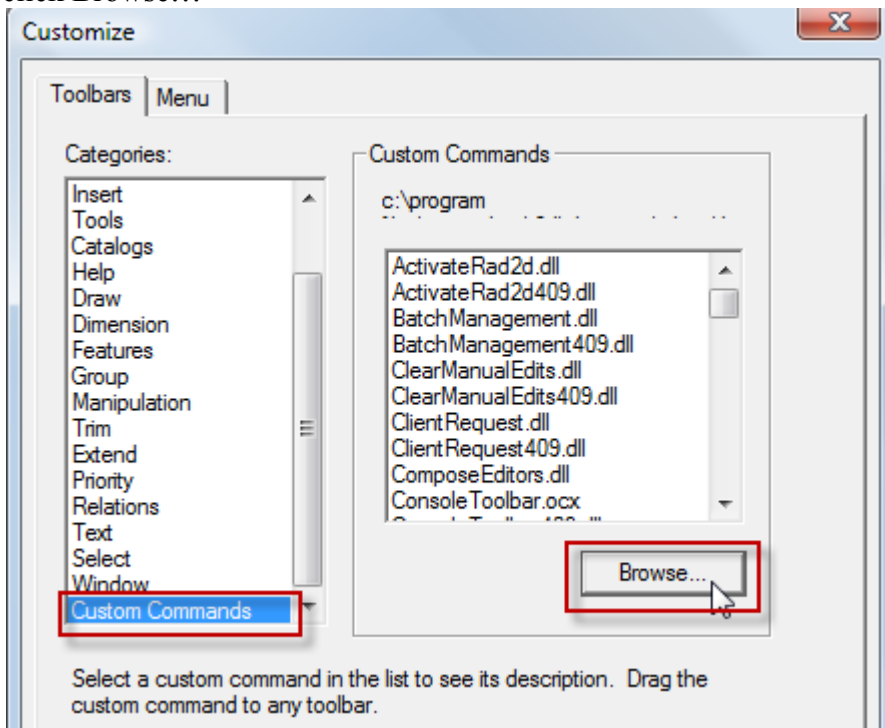 click Browse...
Customize
Toolbars
Menu
Categories:
Insert
Tools
Catalogs
Help
Draw
Dimension
Features
Group
Manipulation
Trim
Extend
Priority
Relations
Text
Select
Window
Custom Commands
Custom Commands
c:\program
ActivateRad2d.dll
ActivateRad2d409.dll
BatchManagement.dll
BatchManagement409.dll
ClearManualEdits.dll
ClearManualEdits409.dll
ClientRequest.dll
ClientRequest409.dll
ComposeEditors.dll
ConsoleToolbar.ocx
Browse...
Select a custom command in the list to see its description. Drag the
custom command to any toolbar.